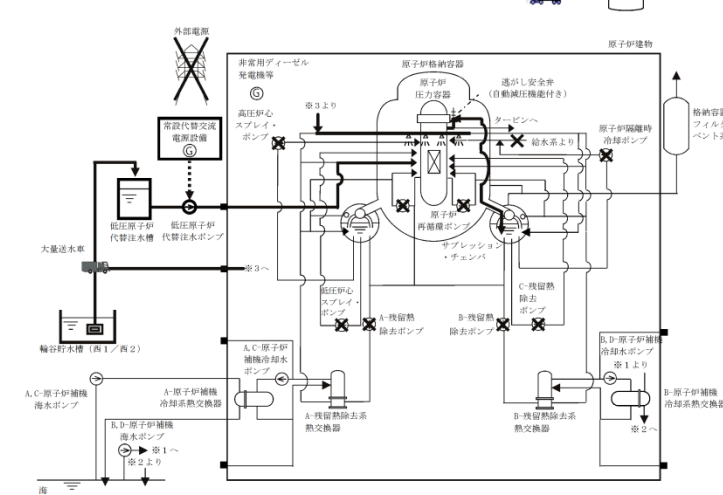 外部電源
原子炉建物
非常用ディーゼル
発電機等
Ⓖ
原子炉格納容器
原子炉
圧力容器
逃がし安全弁
(自動減圧機能付き)
※3より
タービンへ
給水系より
高圧炉心
スプレイ・
ポンプ
原子炉隔離時
冷却ポンプ
格納容器
フィル
ベント
常設代替交流
電源設備
Ⓖ
低圧原子炉
代替注水槽
低圧原子炉
代替注水ポンプ
原子炉
再循環ポンプ
サプレッション
・チェンバ
大量送水車
※3へ
低圧炉心
スプレイ・
ポンプ
A-残留熱
除去ポンプ
B-残留熱
除去ポンプ
C-残留熱
除去
ポンプ
輪谷貯水槽(西1/西2)
A,C-原子炉
補機冷却水
ポンプ
B,D-原子炉補機
冷却水ポンプ
※1より
A,C-原子炉補機
海水ポンプ
A-原子炉補機
冷却系熱交換器
A-残留熱除去系
熱交換器
B-残留熱除去系
熱交換器
B-原子炉補機
冷却系熱交換器
※2へ
B,D-原子炉補機
海水ポンプ
※1へ
※2より
海